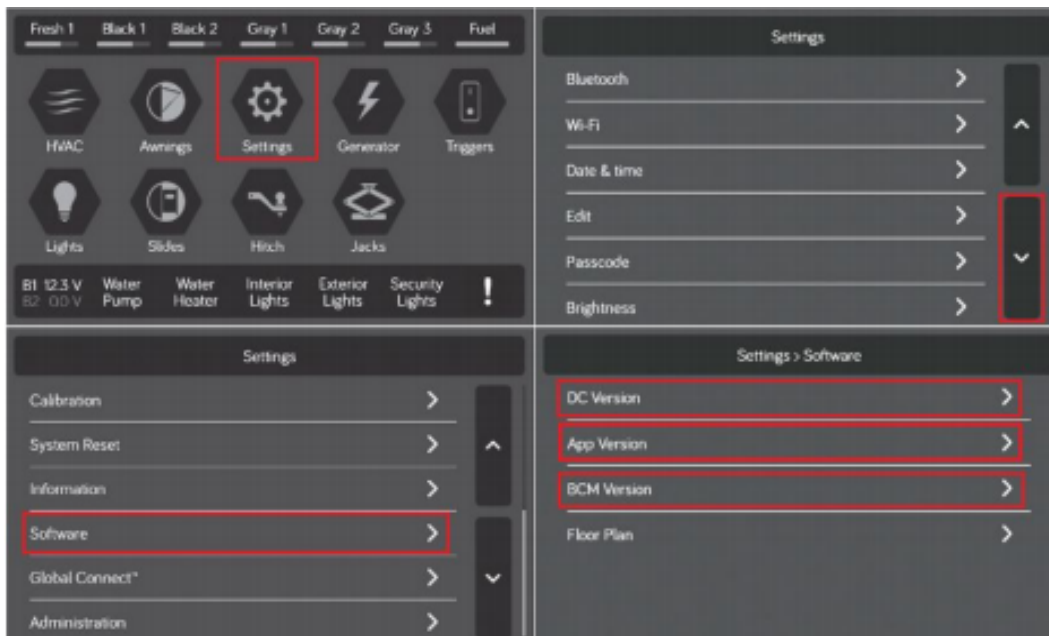 Fresh 1 Black 1 Black 2 Gray 1 Gray 2 Gray 3 Fuel
HVAC Awnings Settings Generator Triggers
Lights Slides Hitch Jacks
B1 12.3 V Water Water Interior Exterior Security !
B2 0.0 V Pump Heater Lights Lights Lights
Settings
Bluetooth
Wi-Fi
Date & time
Edit
Passcode
Brightness
Settings
Calibration
System Reset
Information
Software
Global Connect™
Administration
Settings > Software
DC Version
App Version
BCM Version
Floor Plan